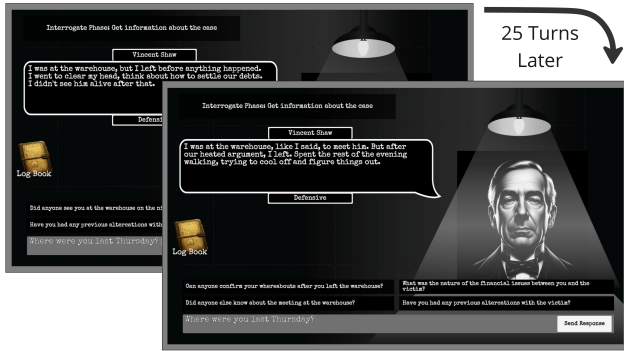 Interrogate Phase: Get information about the case
Vincent Shaw
I was at the warehouse, but I left before anything happened.
I went to clear my head, think about how to settle our debts.
I didn't see him alive after that.
Defensi
Log Book
Did anyone see you at the warehouse on the ni
Have you had any previous altercations with
Where were you last Thursday?
25 Turns
Later
Interrogate Phase: Get information about the case
Vincent Shaw
I was at the warehouse, like I said, to meet him. But after
our heated argument, I left. Spent the rest of the evening
walking, trying to cool off and figure things out.
Defensive
Log Book
Can anyone confirm your whereabouts after you left the warehouse?
What was the nature of the financial issues between you and the
victim?
Did anyone else know about the meeting at the warehouse?
Have you had any previous altercations with the victim?
Where were you last Thursday?
Send Response